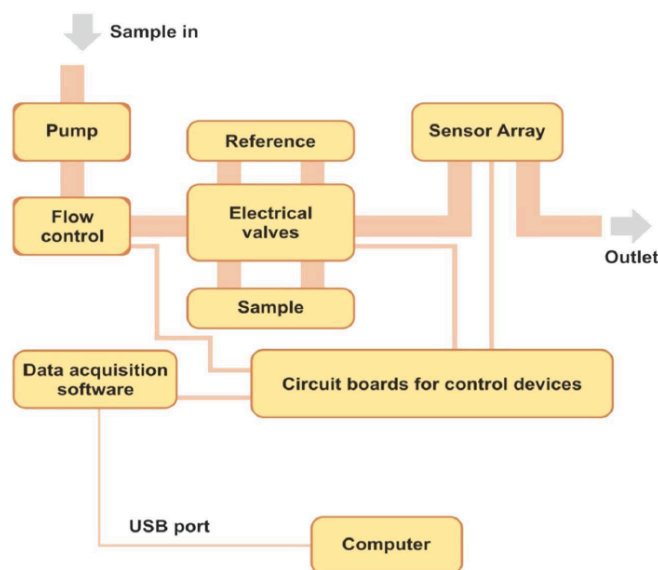 Sample in
Pump
Reference
Sensor Array
Flow
control
Electrical
valves
Outlet
Sample
Data acquisition
software
Circuit boards for control devices
USB port
Computer